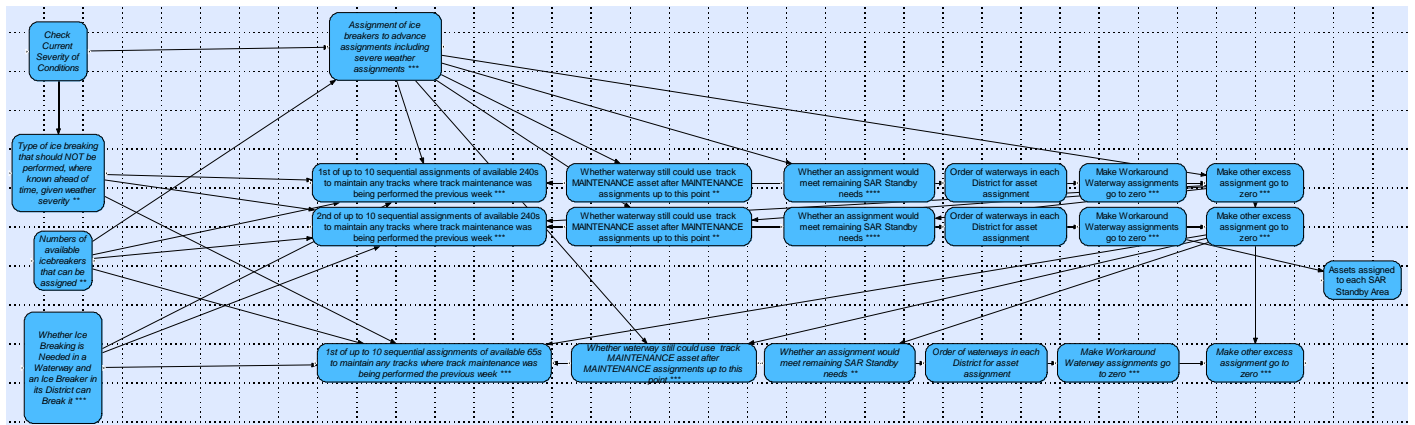 Check
Current
Severity of
Conditions
Assignment of ice
breakers to advance
assignments including
severe weather
assignments ***
Type of ice breaking
that should NOT be
performed, where
known ahead of
time, given weather
severity **
1st of up to 10 sequential assignments of available 240s
to maintain any tracks where track maintenance was
being performed the previous week ***
Whether waterway still could use  track
MAINTENANCE asset after MAINTENANCE
assignments up to this point **
Whether an assignment would
meet remaining SAR Standby
needs ****
Order of waterways in each
District for asset
assignment
Make Workaround
Waterway assignments
go to zero ***
Make other excess
assignment go to
zero ***
2nd of up to 10 sequential assignments of available 240s
to maintain any tracks where track maintenance was
being performed the previous week ***
Whether waterway still could use  track
MAINTENANCE asset after MAINTENANCE
assignments up to this point **
Whether an assignment would
meet remaining SAR Standby
needs ****
Order of waterways in each
District for asset
assignment
Make Workaround
Waterway assignments
go to zero ***
Make other excess
assignment go to
zero ***
Numbers of
available
icebreakers
that can be
assigned **
Assets assigned
to each SAR
Standby Area
Whether Ice
Breaking is
Needed in a
Waterway and
an Ice Breaker in
its District can
Break it ***
1st of up to 10 sequential assignments of available 65s
to maintain any tracks where track maintenance was
being performed the previous week ***
Whether waterway still could use  track
MAINTENANCE asset after
MAINTENANCE assignments up to this
point ***
Whether an assignment would
meet remaining SAR Standby
needs **
Order of waterways in each
District for asset
assignment
Make Workaround
Waterway assignments go
to zero ***
Make other excess
assignment go to
zero ***